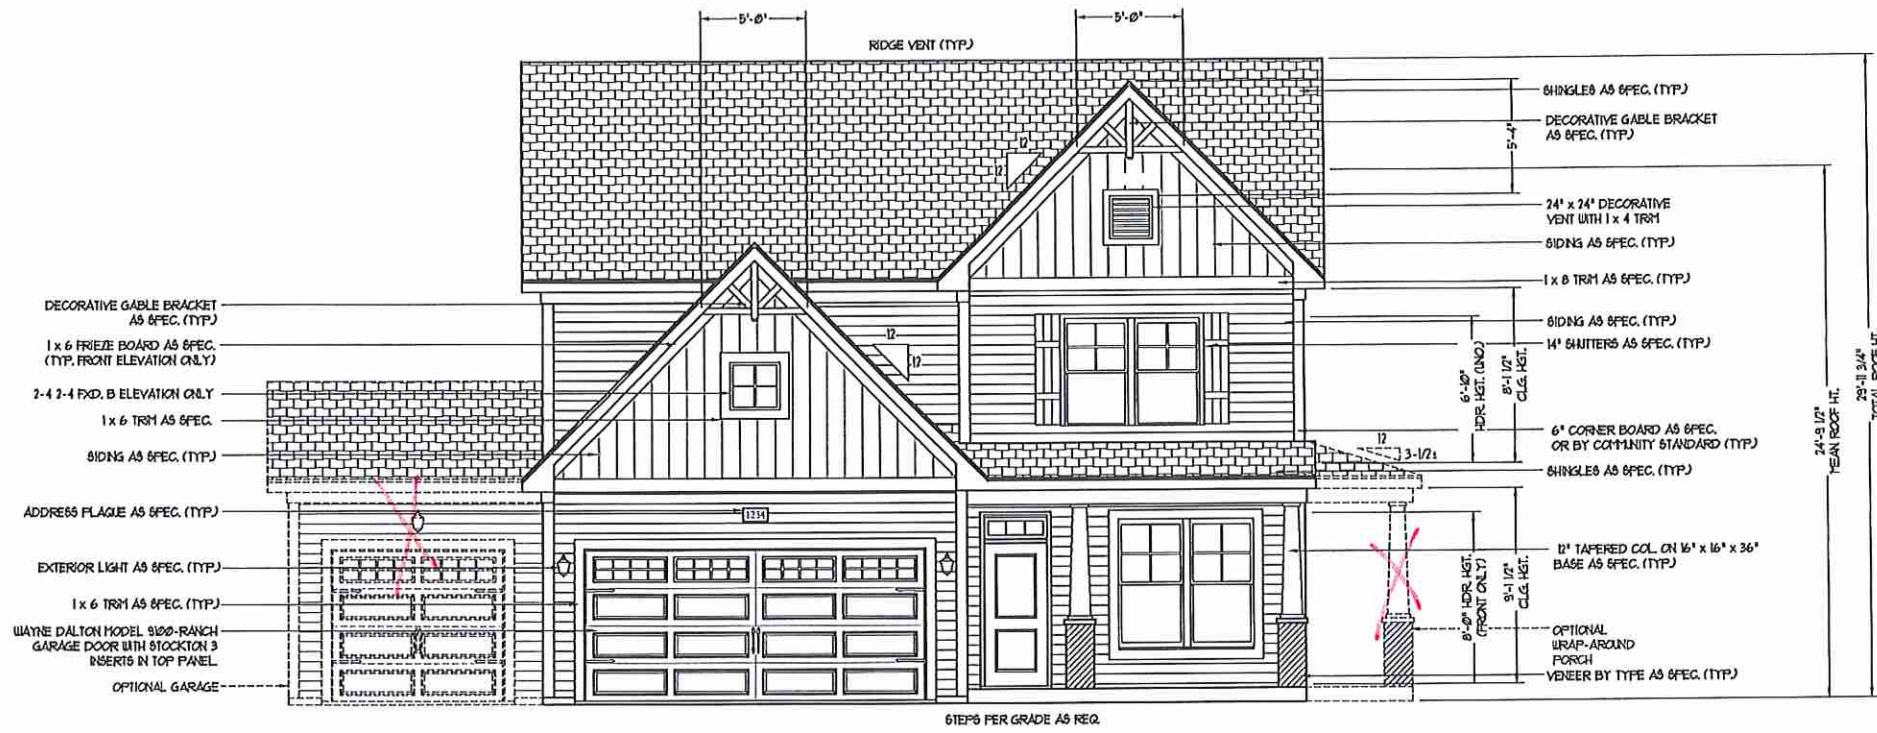 5'-0"
5'-0"
RIDGE VENT (TYP.)
SHINGLES AS SPEC. (TYP.)
DECORATIVE GABLE BRACKET
AS SPEC. (TYP.)
5'-4"
12
12
24" x 24" DECORATIVE
VENT WITH 1 x 4 TRIM
SIDING AS SPEC. (TYP.)
1 x 8 TRIM AS SPEC. (TYP.)
SIDING AS SPEC. (TYP.)
14" SHUTTERS AS SPEC. (TYP.)
6'-10"
HDR. HGT. (UNO)
8'-1 1/2"
CLG. HGT.
24'-9 1/2"
MEAN ROOF HT.
29'-11 3/4"
TOTAL ROOF HT.
6" CORNER BOARD AS SPEC.
OR BY COMMUNITY STANDARD (TYP.)
12
3-1/2±
SHINGLES AS SPEC. (TYP.)
12" TAPERED COL. ON 16" x 16" x 36"
BASE AS SPEC. (TYP.)
8'-0" HDR. HGT.
(FRONT ONLY)
9'-1 1/2"
CLG. HGT.
OPTIONAL
WRAP-AROUND
PORCH
VENEER BY TYPE AS SPEC. (TYP.)
DECORATIVE GABLE BRACKET
AS SPEC. (TYP.)
1 x 6 FRIEZE BOARD AS SPEC.
(TYP. FRONT ELEVATION ONLY)
12
12
2-4 2-4 FXD. B ELEVATION ONLY
1 x 6 TRIM AS SPEC.
SIDING AS SPEC. (TYP.)
ADDRESS PLAQUE AS SPEC. (TYP.)
1234
EXTERIOR LIGHT AS SPEC. (TYP.)
1 x 6 TRIM AS SPEC. (TYP.)
WAYNE DALTON MODEL 9100-RANCH
GARAGE DOOR WITH STOCKTON 3
INSERTS IN TOP PANEL
OPTIONAL GARAGE
STEPS PER GRADE AS REQ.